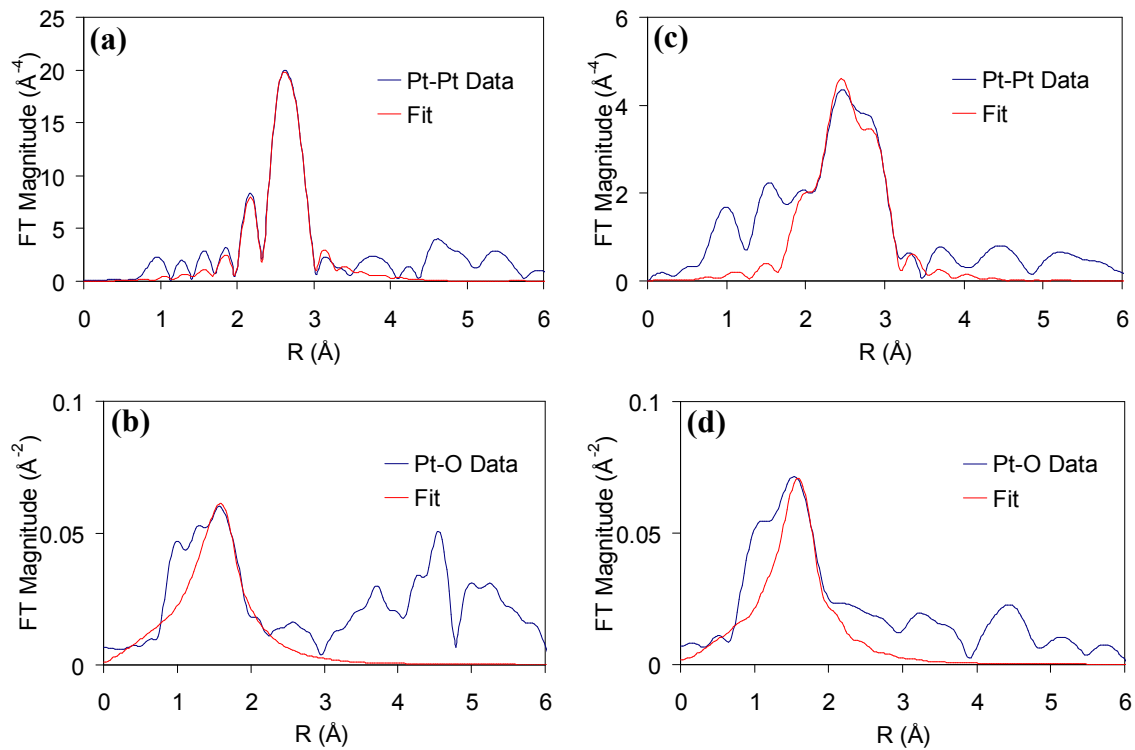 (a)
25
20
15
10
5
0
FT Magnitude (Å⁻⁴)
Pt-Pt Data
Fit
0 1 2 3 4 5 6
R (Å)
(c)
6
4
2
0
FT Magnitude (Å⁻⁴)
Pt-Pt Data
Fit
0 1 2 3 4 5 6
R (Å)
(b)
0.1
0.05
0
FT Magnitude (Å⁻²)
Pt-O Data
Fit
0 1 2 3 4 5 6
R (Å)
(d)
0.1
0.05
0
FT Magnitude (Å⁻²)
Pt-O Data
Fit
0 1 2 3 4 5 6
R (Å)